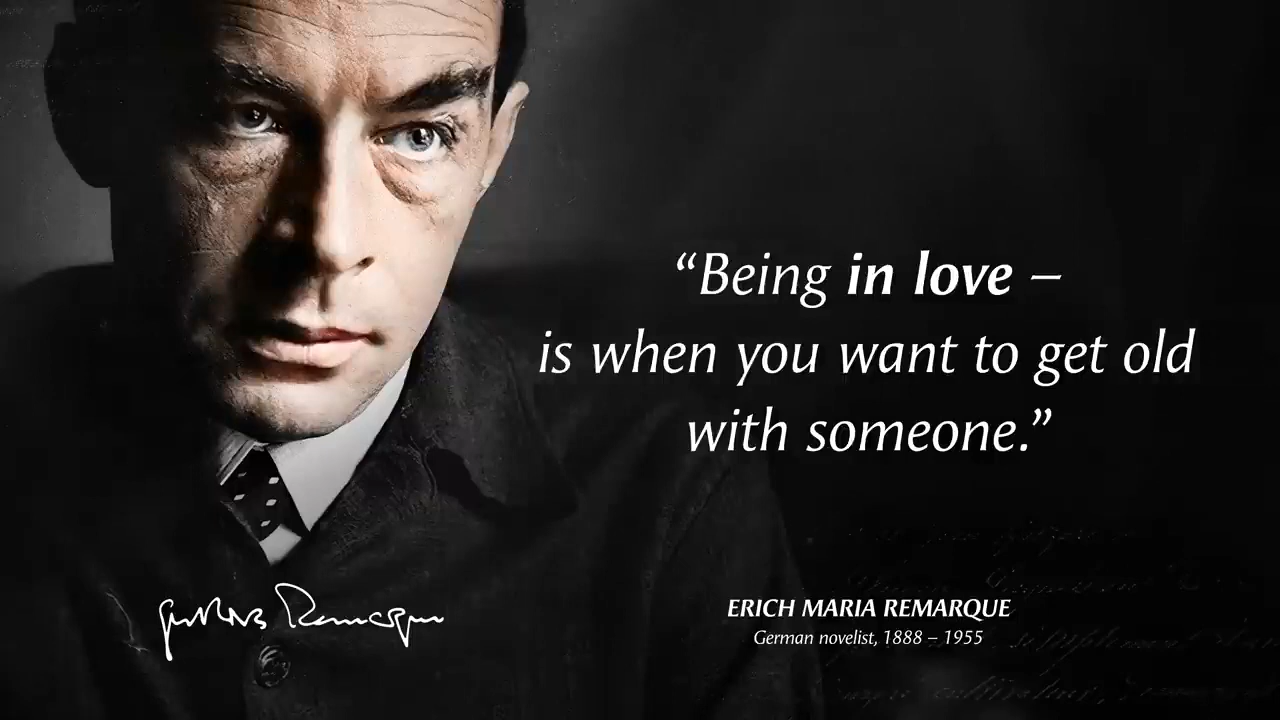 “Being in love –
is when you want to get old
with someone.”
ERICH MARIA REMARQUE
German novelist, 1888 – 1955